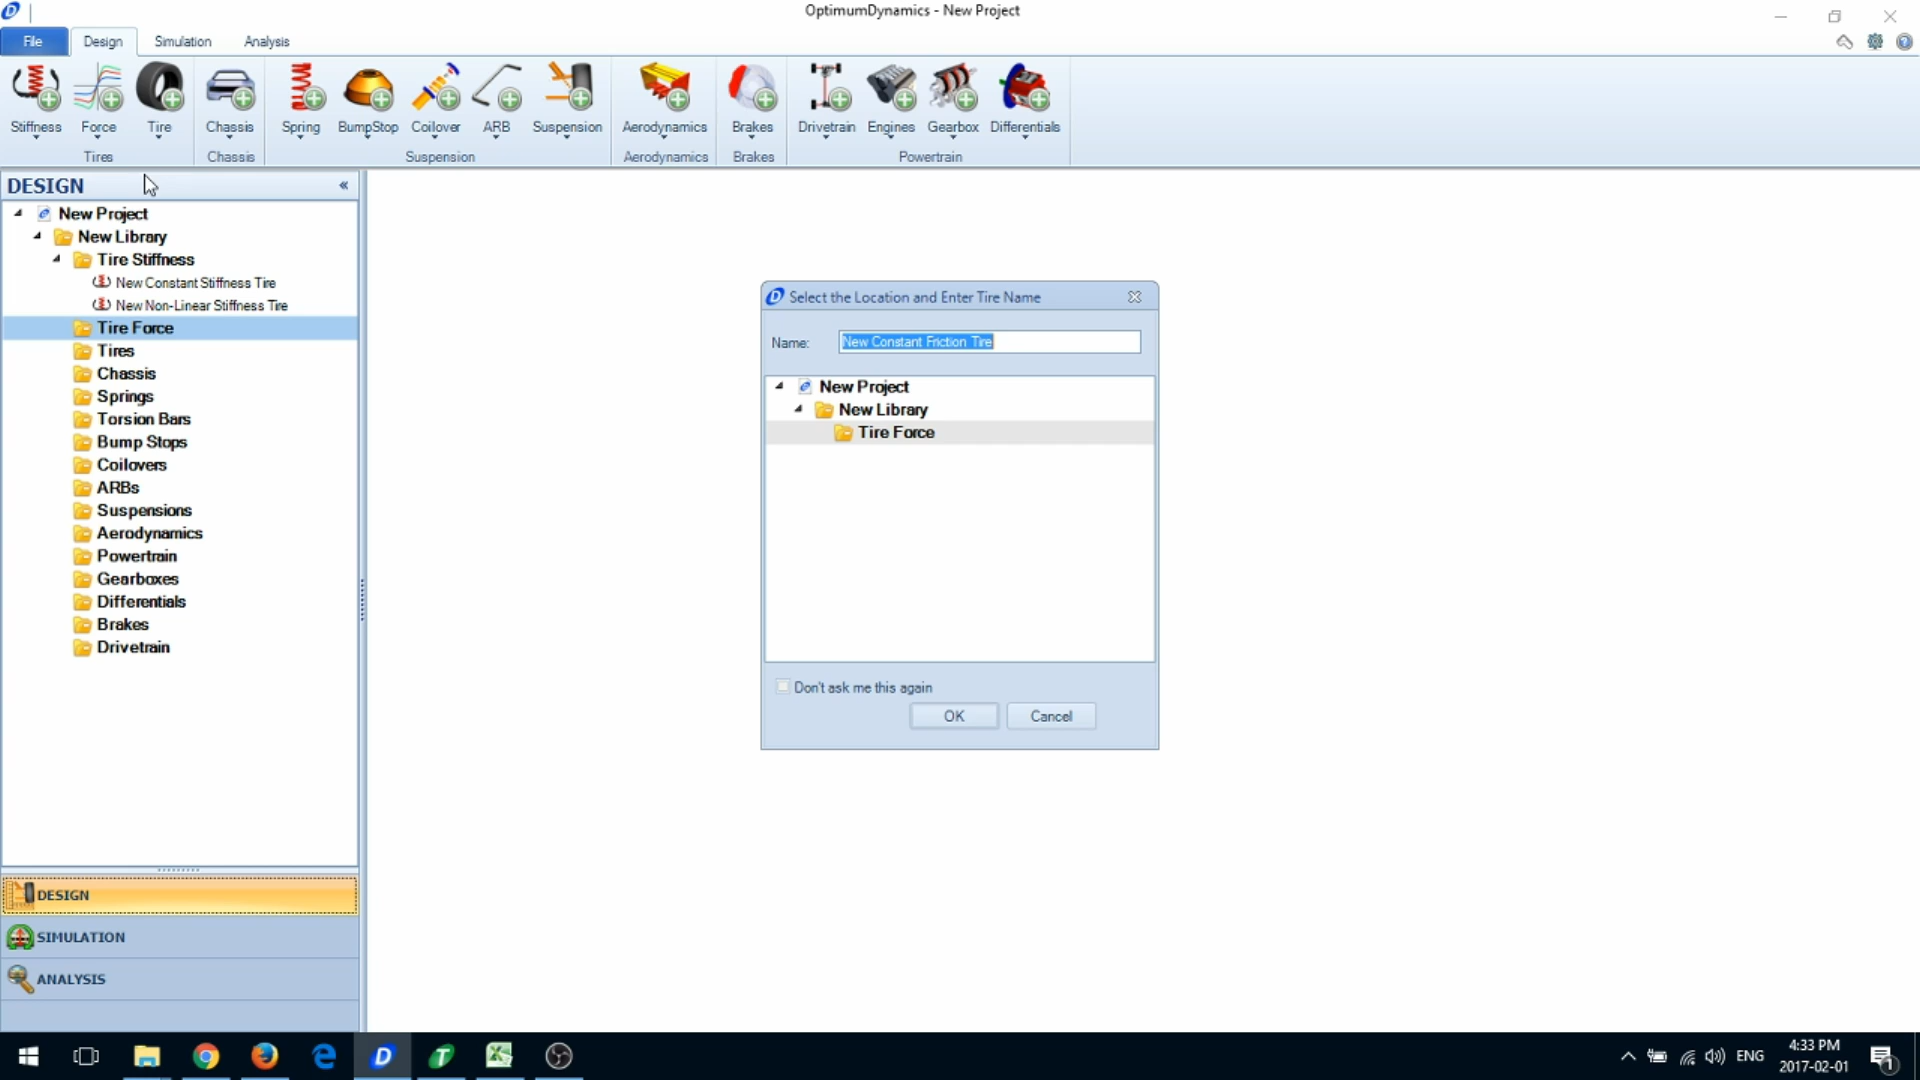 OptimumDynamics - New Project
File Design Simulation Analysis
Stiffness Force Tire Chassis Spring BumpStop Coilover ARB Suspension Aerodynamics Brakes Drivetrain Engines Gearbox Differentials
Tires Chassis Suspension Aerodynamics Brakes Powertrain
DESIGN «
New Project
New Library
Tire Stiffness
New Constant Stiffness Tire
New Non-Linear Stiffness Tire
Tire Force
Tires
Chassis
Springs
Torsion Bars
Bump Stops
Coilovers
ARBs
Suspensions
Aerodynamics
Powertrain
Gearboxes
Differentials
Brakes
Drivetrain
DESIGN
SIMULATION
ANALYSIS
Select the Location and Enter Tire Name
Name: New Constant Friction Tire
New Project
New Library
Tire Force
Don't ask me this again
OK Cancel
ENG
4:33 PM
2017-02-01
1